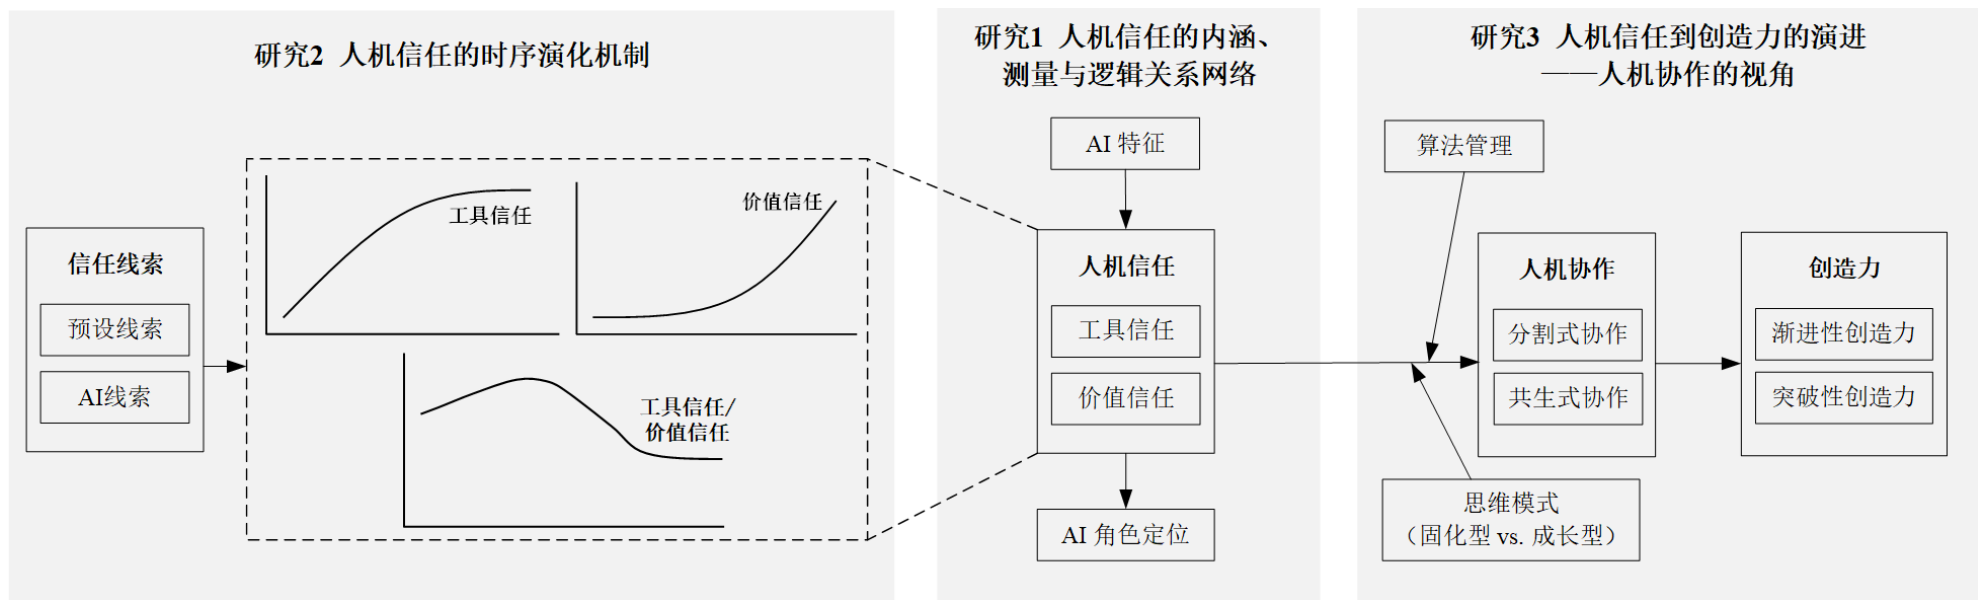 研究2 人机信任的时序演化机制
信任线索
预设线索
AI线索
工具信任
价值信任
工具信任/
价值信任
研究1 人机信任的内涵、
测量与逻辑关系网络
AI 特征
人机信任
工具信任
价值信任
AI 角色定位
研究3 人机信任到创造力的演进
——人机协作的视角
算法管理
人机协作
分割式协作
共生式协作
创造力
渐进性创造力
突破性创造力
思维模式
（固化型 vs. 成长型）